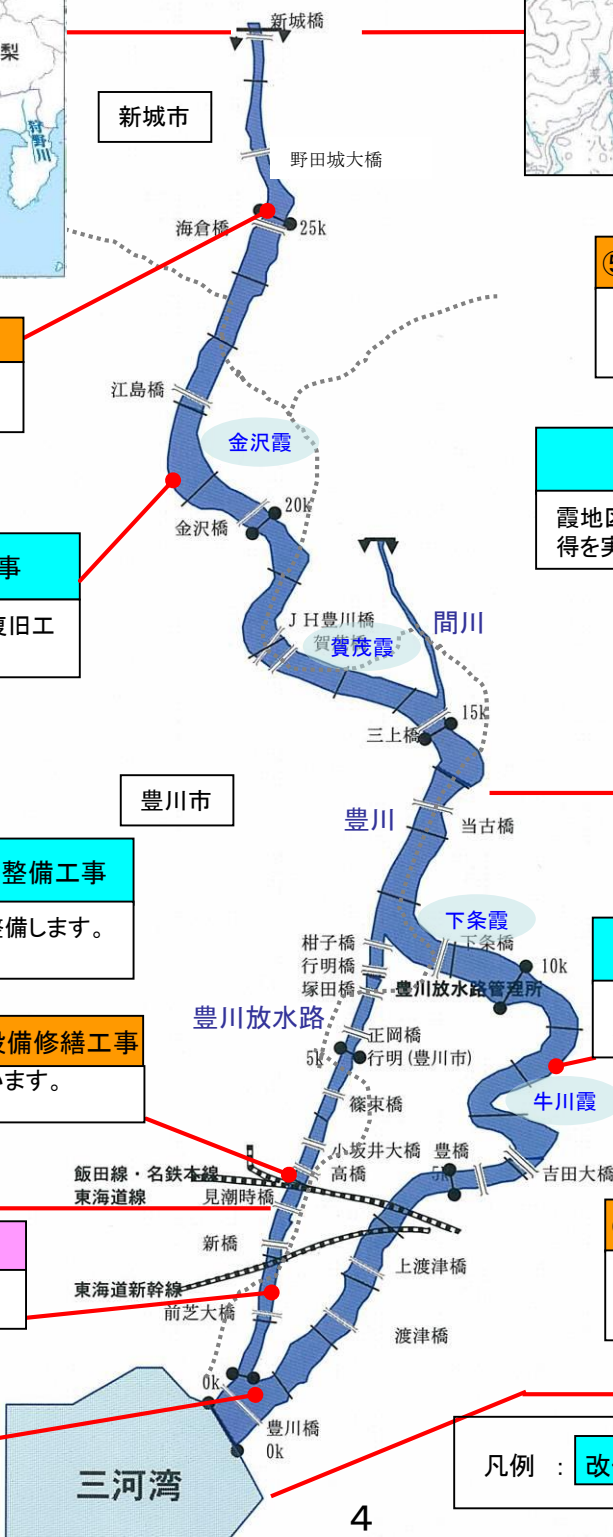 新城橋
梨
狩野川
新城市
野田城大橋
海倉橋
25k
⑤
江島橋
金沢霞
20k
金沢橋
霞地区
得を実
事
復旧工
JH豊川橋
賀茂霞
間川
15k
三上橋
豊川市
豊川
当古橋
整備工事
整備します。
下条霞
柑子橋
下条橋
行明橋
10k
塚田橋
豊川放水路管理所
豊川放水路
正岡橋
設備修繕工事
5k
行明(豊川市)
います。
篠束橋
牛川霞
小坂井大橋
豊橋
飯田線・名鉄本線
高橋
5k
吉田大橋
東海道線
見潮時橋
新橋
上渡津橋
東海道新幹線
前芝大橋
渡津橋
0k
豊川橋
0k
三河湾
凡例 : 改
4